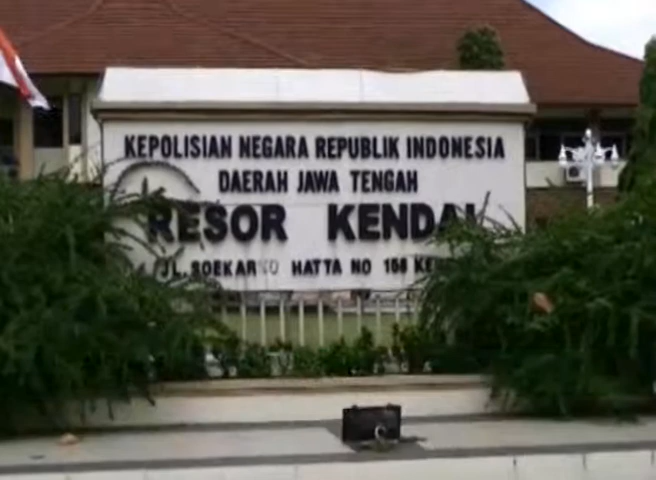 KEPOLISIAN NEGARA REPUBLIK INDONESIA
DAERAH JAWA TENGAH
RESOR KENDAL
JL. SOEKARNO HATTA NO 158